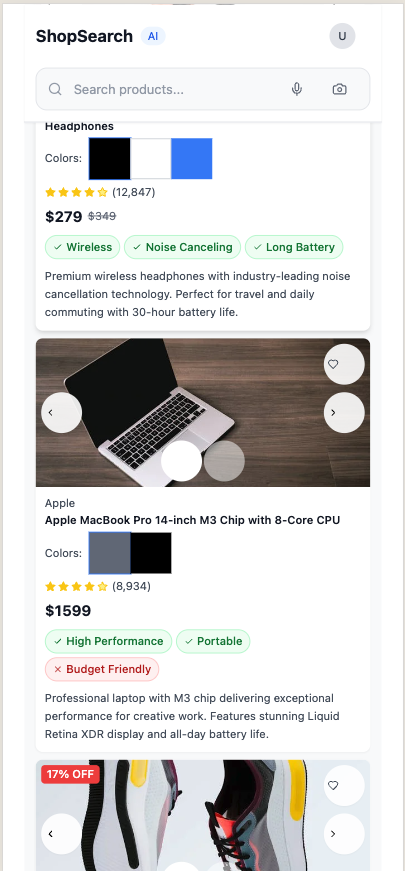 ShopSearch AI U
Search products...
Headphones
Colors:
(12,847)
$279 $349
✓ Wireless ✓ Noise Canceling ✓ Long Battery
Premium wireless headphones with industry-leading noise
cancellation technology. Perfect for travel and daily
commuting with 30-hour battery life.
Apple
Apple MacBook Pro 14-inch M3 Chip with 8-Core CPU
Colors:
(8,934)
$1599
✓ High Performance ✓ Portable
× Budget Friendly
Professional laptop with M3 chip delivering exceptional
performance for creative work. Features stunning Liquid
Retina XDR display and all-day battery life.
17% OFF